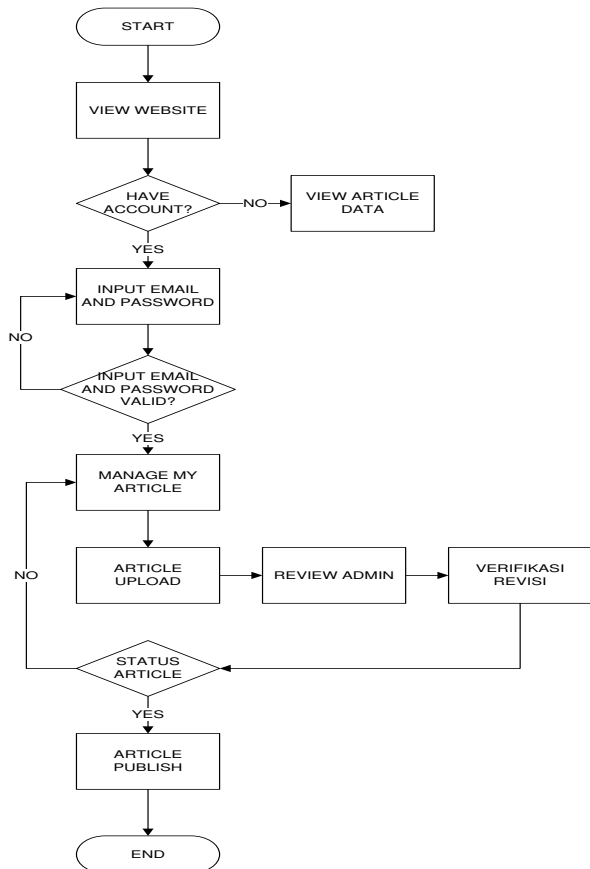 START
VIEW WEBSITE
HAVE
ACCOUNT?
NO
VIEW ARTICLE
DATA
YES
INPUT EMAIL
AND PASSWORD
NO
INPUT EMAIL
AND PASSWORD
VALID?
YES
MANAGE MY
ARTICLE
NO
ARTICLE
UPLOAD
REVIEW ADMIN
VERIFIKASI
REVISI
STATUS
ARTICLE
YES
ARTICLE
PUBLISH
END